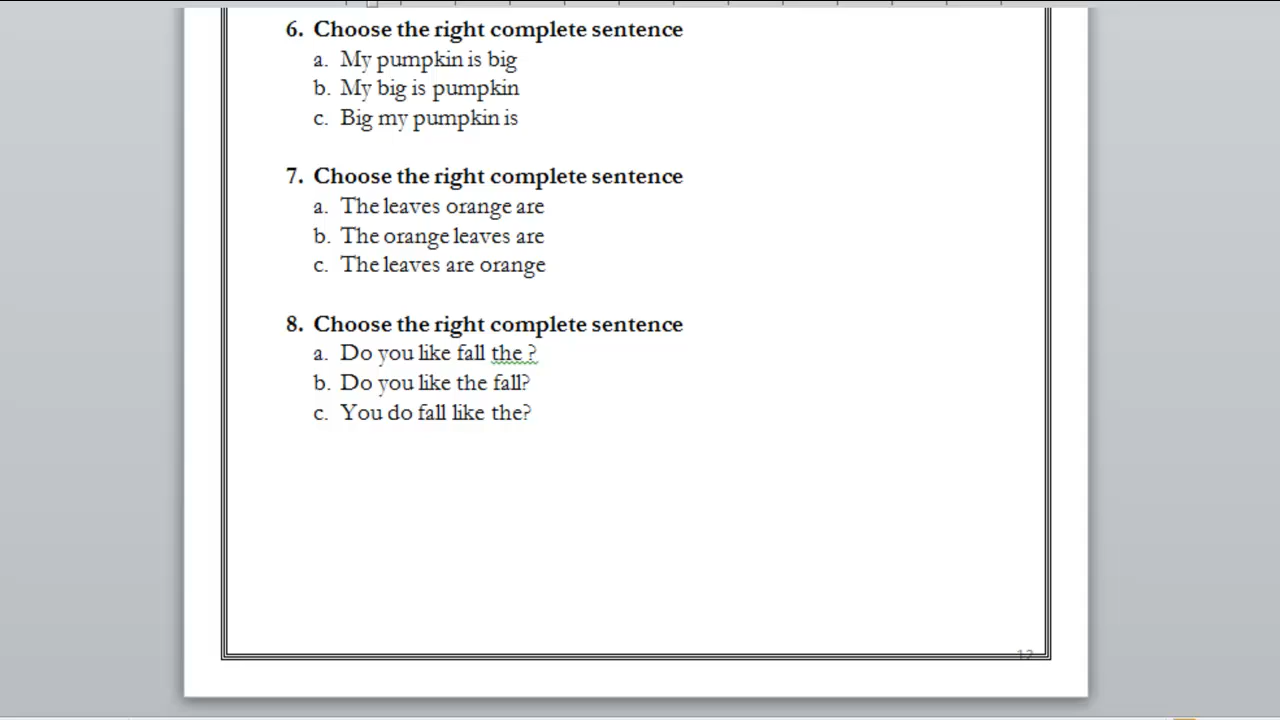 6. Choose the right complete sentence
a. My pumpkin is big
b. My big is pumpkin
c. Big my pumpkin is
7. Choose the right complete sentence
a. The leaves orange are
b. The orange leaves are
c. The leaves are orange
8. Choose the right complete sentence
a. Do you like fall the ?
b. Do you like the fall?
c. You do fall like the?
12